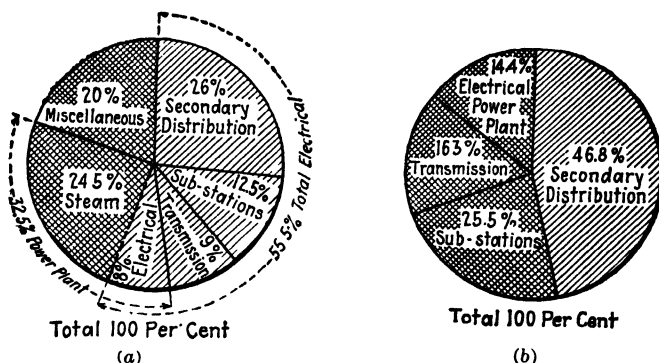 20%
Miscellaneous
26%
Secondary
Distribution
12.5%
Sub-stations
9%
Transmission
8%
Electrical
24.5%
Steam
32.5% Power Plant
55.5% Total Electrical
Total 100 Per Cent
(a)
14.4%
Electrical
Power
Plant
46.8%
Secondary
Distribution
163%
Transmission
25.5%
Sub-stations
Total 100 Per Cent
(b)